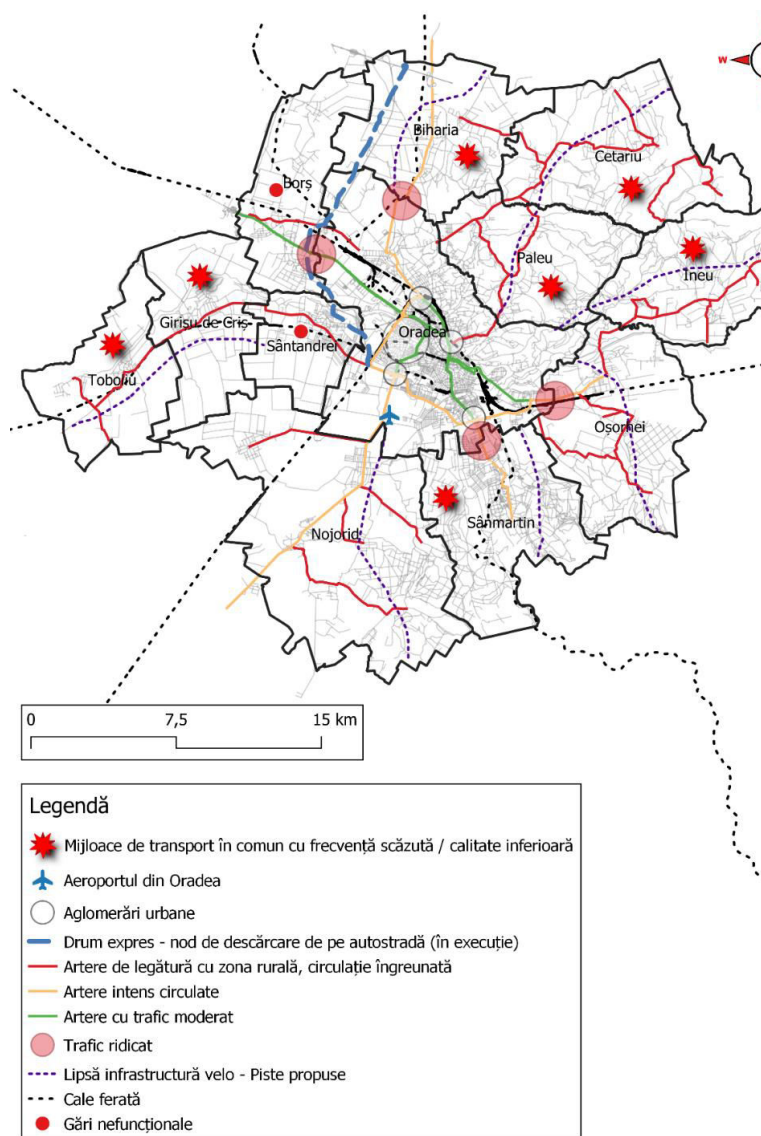 W
Biharia
Cetariu
Borș
Paleu
Ineu
Girișu de Criș
Oradea
Sântandrei
Toboliu
Oșorhei
Sânmartin
Nojorid
0 7,5 15 km
Legendă
Mijloace de transport în comun cu frecvență scăzută / calitate inferioară
Aeroportul din Oradea
Aglomerări urbane
Drum expres - nod de descărcare de pe autostradă (în execuție)
Artere de legătură cu zona rurală, circulație îngreunată
Artere intens circulate
Artere cu trafic moderat
Trafic ridicat
Lipsă infrastructură velo - Piste propuse
Cale ferată
Gări nefuncționale